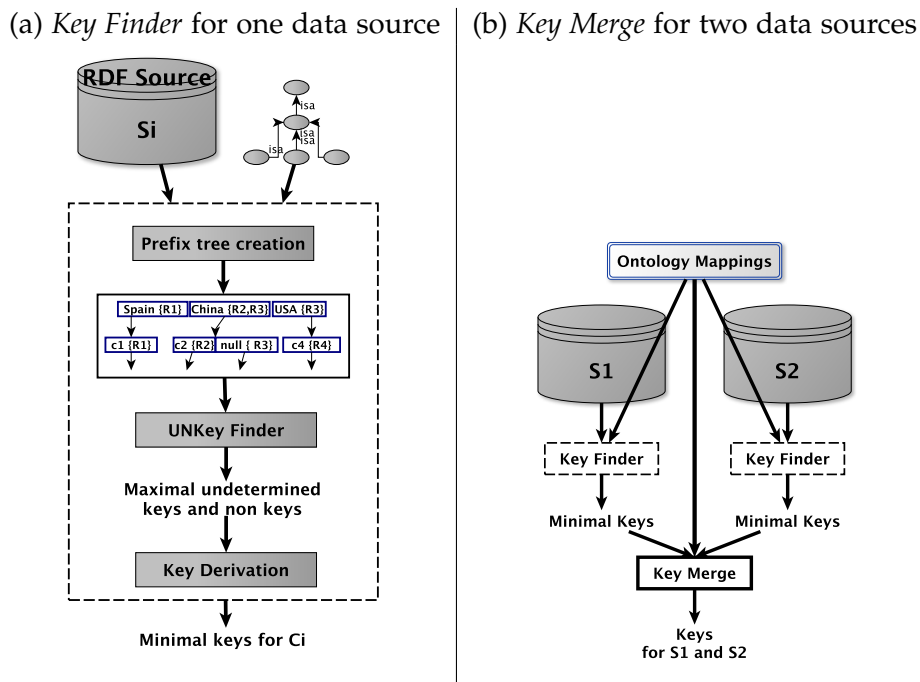 (a) Key Finder for one data source
RDF Source
Si
isa
isa
isa
isa
Prefix tree creation
Spain {R1} China {R2,R3} USA {R3}
c1 {R1} c2 {R2} null { R3} c4 {R4}
UNKey Finder
Maximal undetermined
keys and non keys
Key Derivation
Minimal keys for Ci
(b) Key Merge for two data sources
Ontology Mappings
S1 S2
Key Finder Key Finder
Minimal Keys Minimal Keys
Key Merge
Keys
for S1 and S2